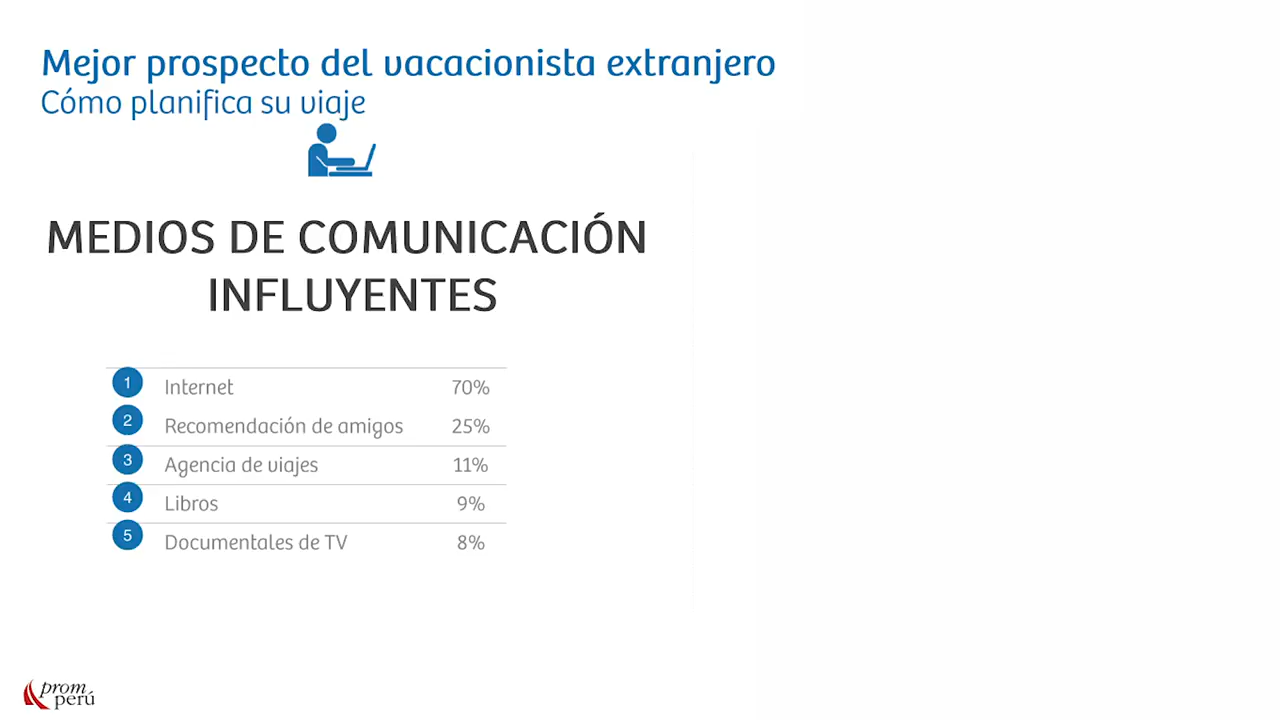 Mejor prospecto del vacacionista extranjero
Cómo planifica su viaje
MEDIOS DE COMUNICACIÓN
INFLUYENTES
1 Internet 70%
2 Recomendación de amigos 25%
3 Agencia de viajes 11%
4 Libros 9%
5 Documentales de TV 8%
prom
perú